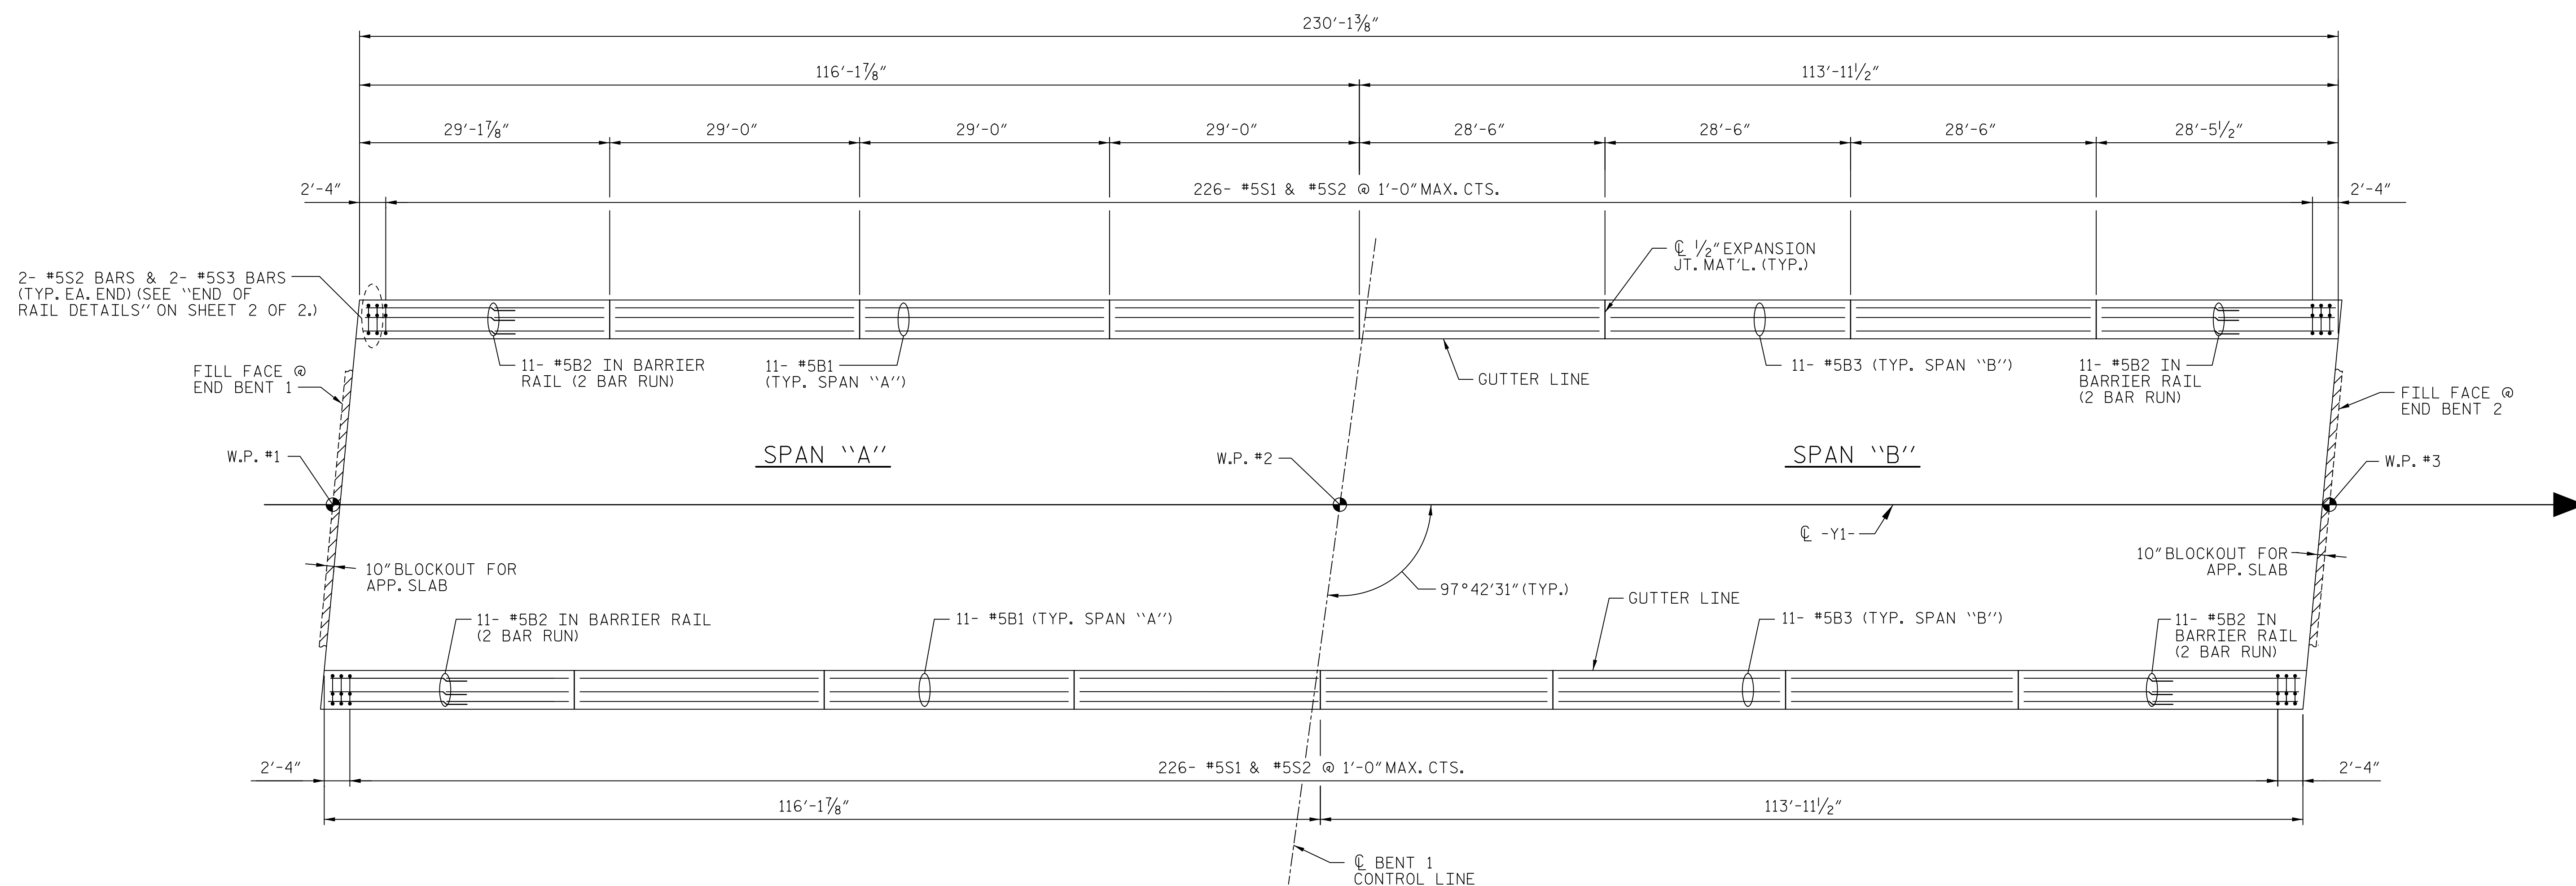 230'-1⅜"
116'-1⅞"
113'-11½"
29'-1⅞"
29'-0"
29'-0"
29'-0"
28'-6"
28'-6"
28'-6"
28'-5½"
2'-4"
226- #5S1 & #5S2 @ 1'-0" MAX. CTS.
2'-4"
℄ ½" EXPANSION
JT. MAT'L. (TYP.)
2- #5S2 BARS & 2- #5S3 BARS
(TYP. EA. END) (SEE "END OF
RAIL DETAILS" ON SHEET 2 OF 2.)
11- #5B2 IN BARRIER
RAIL (2 BAR RUN)
11- #5B1
(TYP. SPAN "A")
GUTTER LINE
11- #5B3 (TYP. SPAN "B")
11- #5B2 IN
BARRIER RAIL
(2 BAR RUN)
FILL FACE @
END BENT 1
FILL FACE @
END BENT 2
SPAN "A"
SPAN "B"
W.P. #1
W.P. #2
W.P. #3
℄ -Y1-
10" BLOCKOUT FOR
APP. SLAB
97°42'31" (TYP.)
10" BLOCKOUT FOR
APP. SLAB
11- #5B2 IN BARRIER RAIL
(2 BAR RUN)
11- #5B1 (TYP. SPAN "A")
GUTTER LINE
11- #5B3 (TYP. SPAN "B")
11- #5B2 IN
BARRIER RAIL
(2 BAR RUN)
2'-4"
226- #5S1 & #5S2 @ 1'-0" MAX. CTS.
2'-4"
116'-1⅞"
113'-11½"
℄ BENT 1
CONTROL LINE